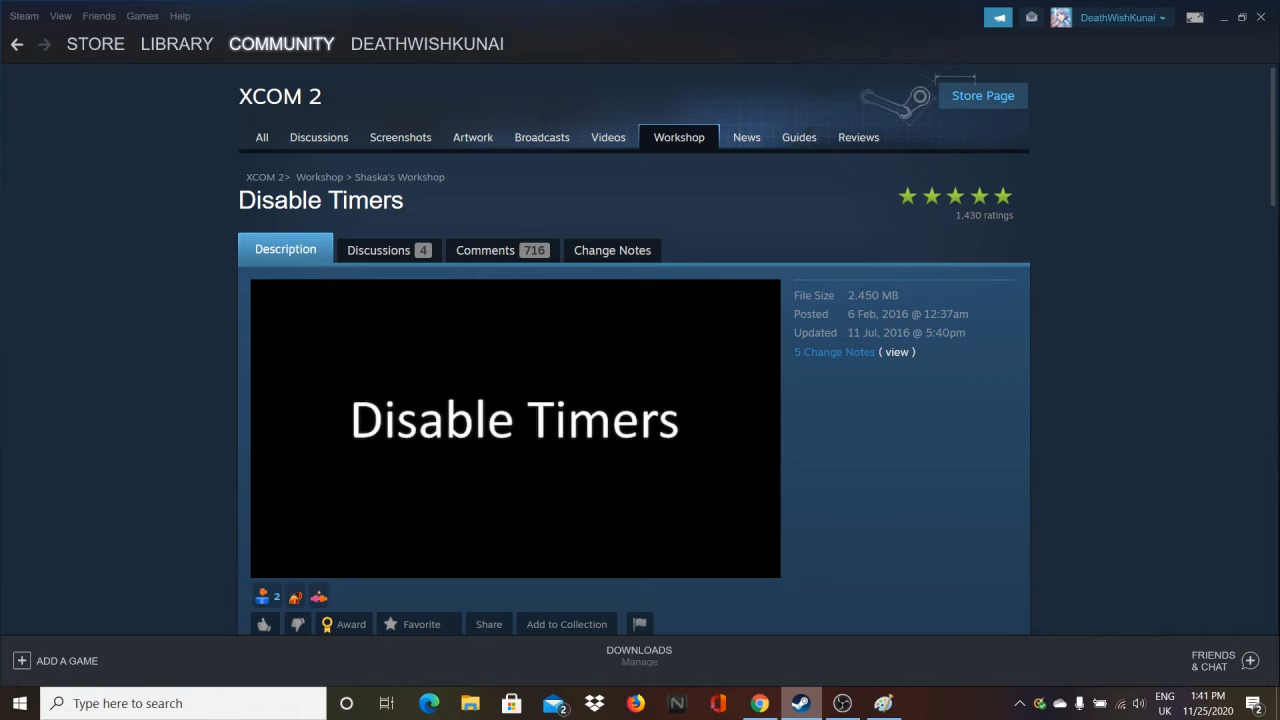 Steam View Friends Games Help
DeathWishKunai
STORE LIBRARY COMMUNITY DEATHWISHKUNAI
XCOM 2
Store Page
All Discussions Screenshots Artwork Broadcasts Videos Workshop News Guides Reviews
XCOM 2> Workshop > Shaska's Workshop
Disable Timers
1,430 ratings
Description Discussions 4 Comments 716 Change Notes
File Size 2.450 MB
Posted 6 Feb, 2016 @ 12:37am
Updated 11 Jul, 2016 @ 5:40pm
5 Change Notes ( view )
Disable Timers
2
Award Favorite Share Add to Collection
ADD A GAME
DOWNLOADS
Manage
FRIENDS
& CHAT
Type here to search
2
N
ENG
UK
1:41 PM
11/25/2020
2